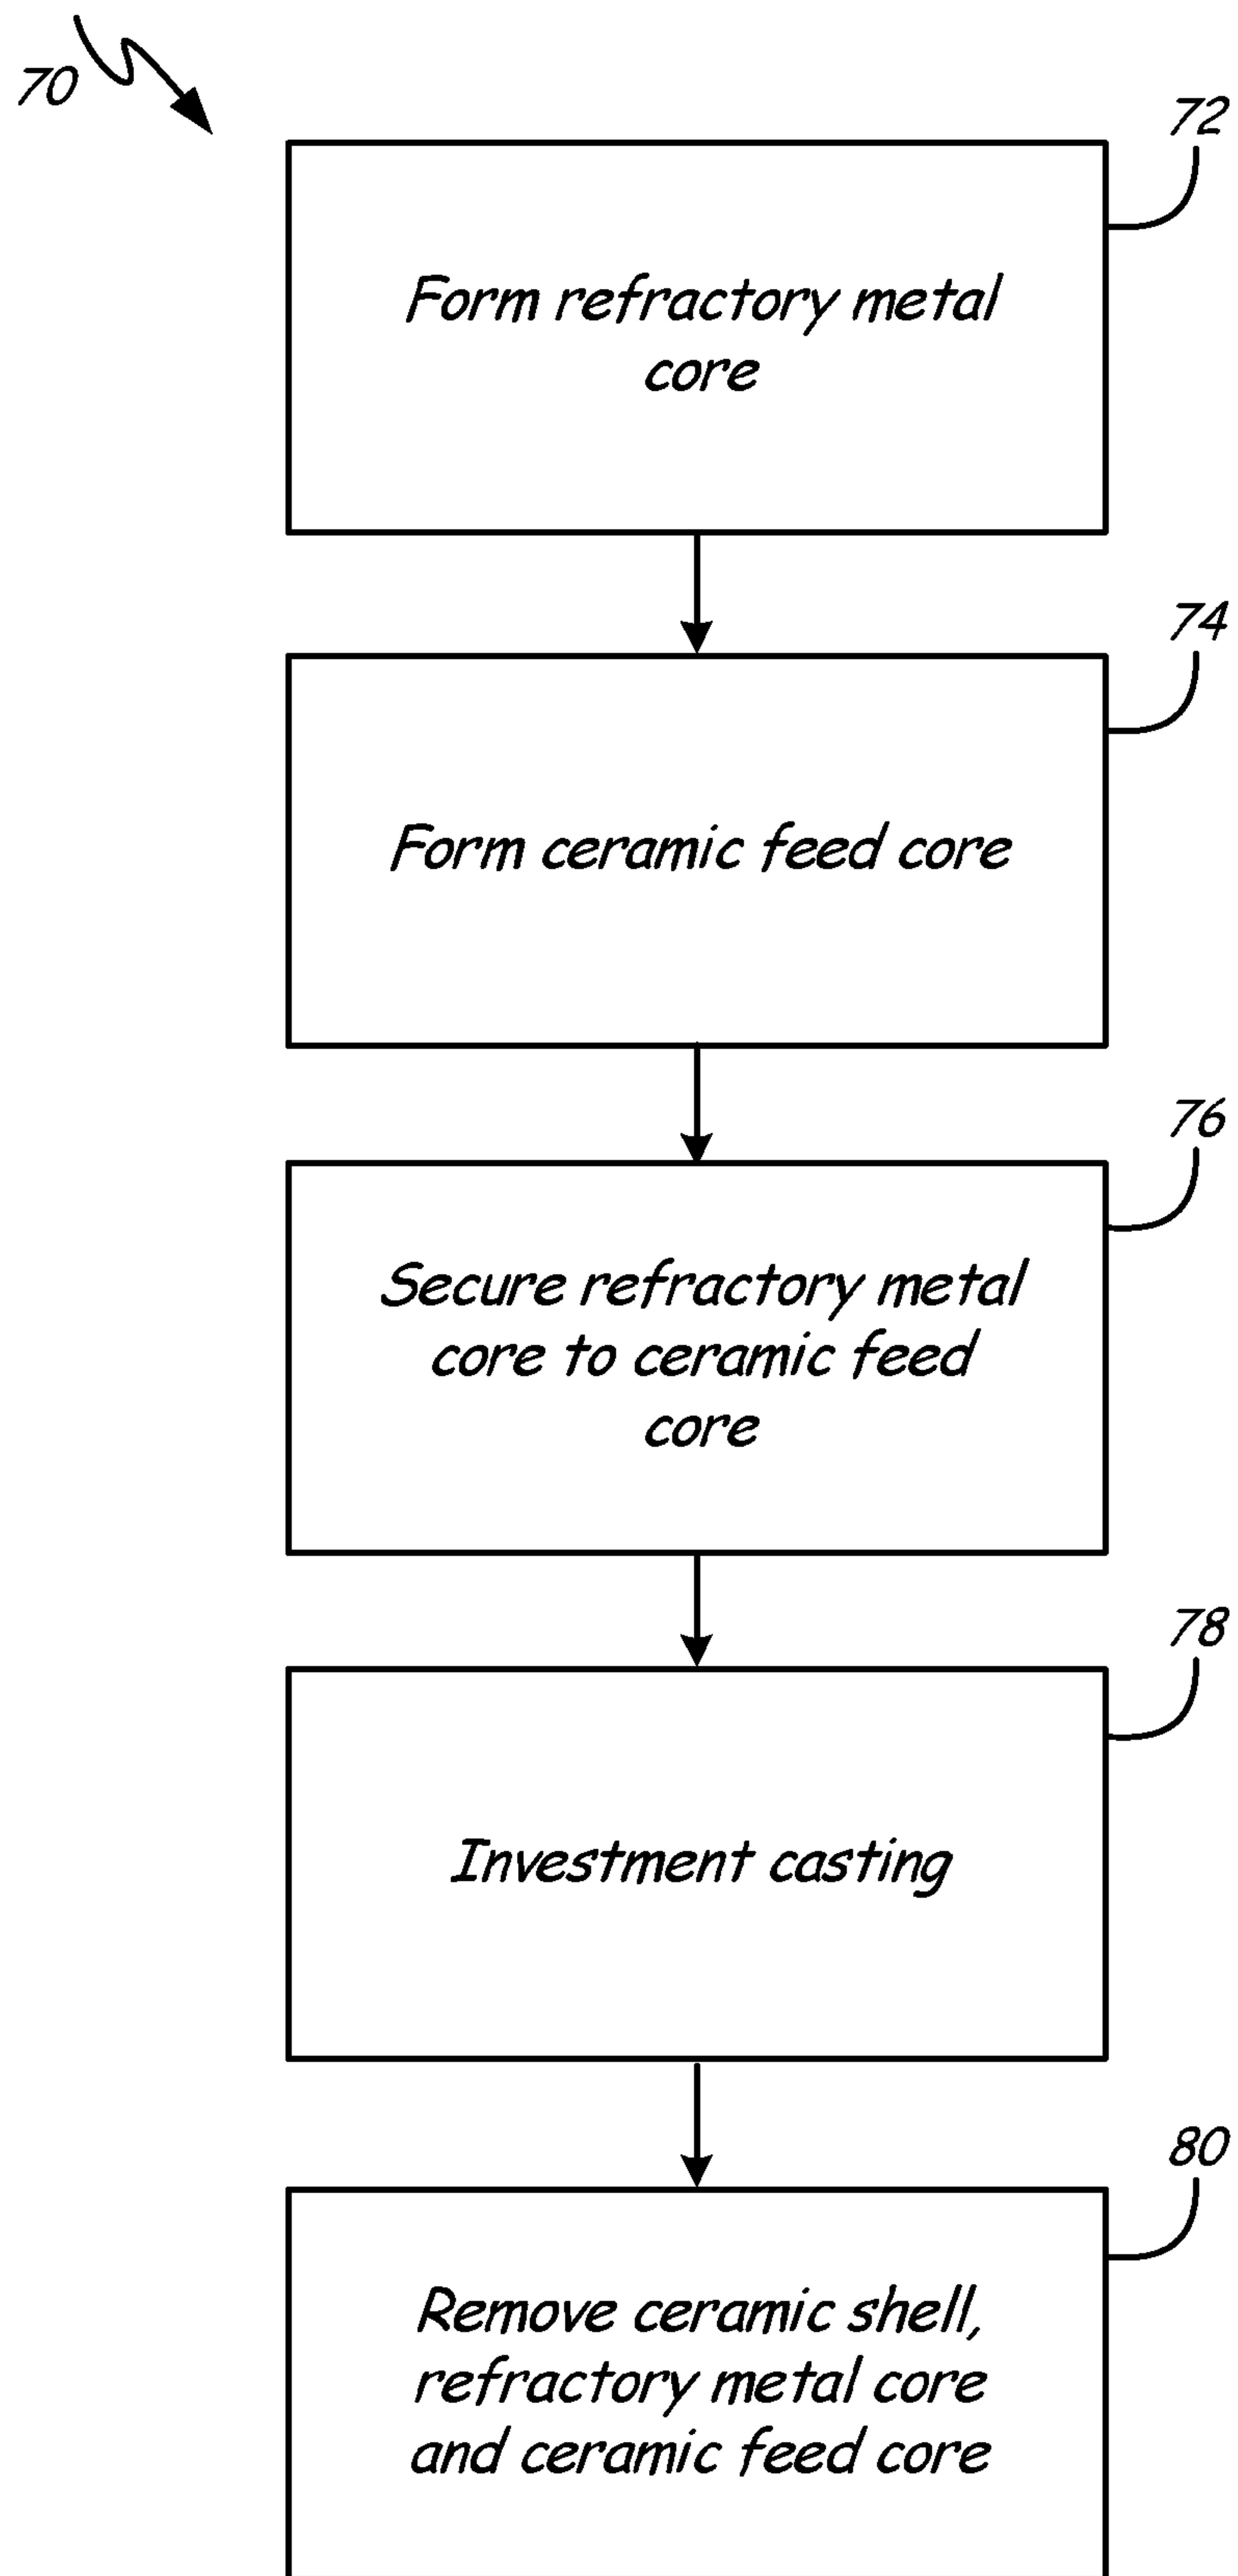 70
72
Form refractory metal
core
74
Form ceramic feed core
76
Secure refractory metal
core to ceramic feed
core
78
Investment casting
80
Remove ceramic shell,
refractory metal core
and ceramic feed core